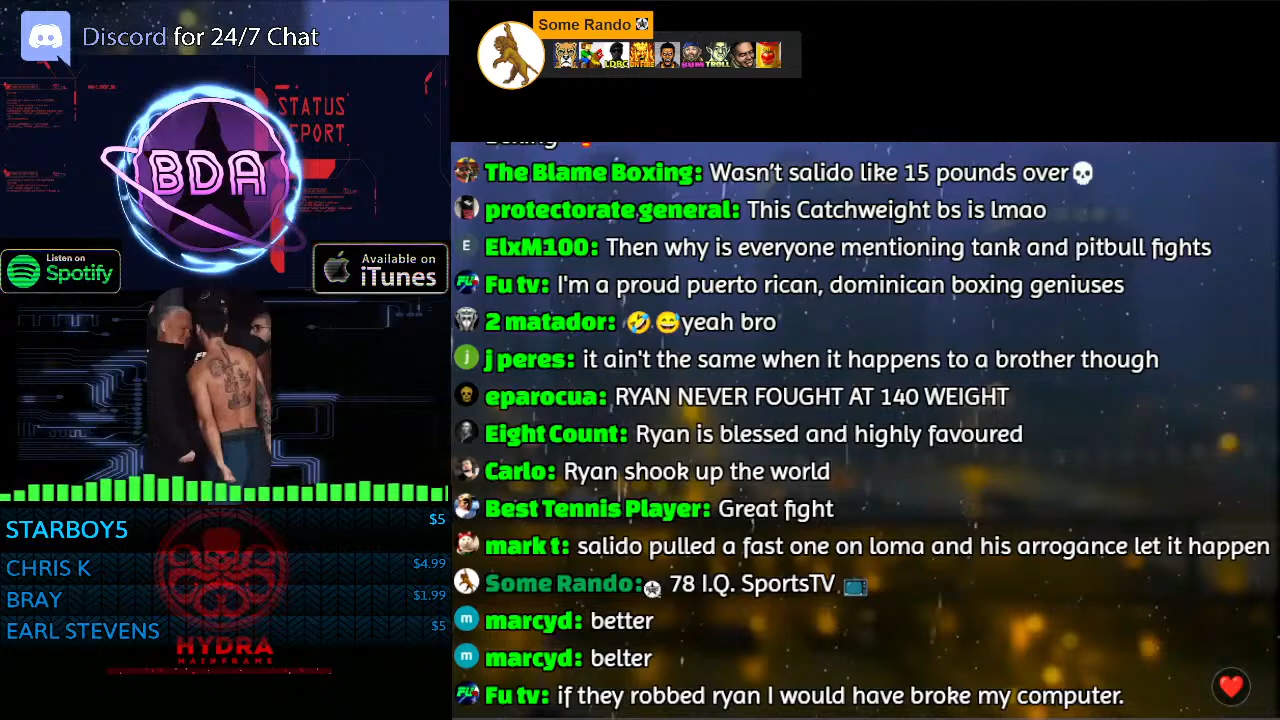 Discord for 24/7 Chat
STATUS
REPORT
BDA
Listen on
Spotify
Available on
iTunes
STARBOY5 $5
CHRIS K $4.99
BRAY $1.99
EARL STEVENS $5
HYDRA
MAINFRAME
Some Rando
LDBC ON FIRE BUM TROLL
The Blame Boxing: Wasn't salido like 15 pounds over💀
protectorate general: This Catchweight bs is lmao
E ElxM100: Then why is everyone mentioning tank and pitbull fights
Fu tv: I'm a proud puerto rican, dominican boxing geniuses
2 matador: 🤣😅yeah bro
j j peres: it ain't the same when it happens to a brother though
eparocua: RYAN NEVER FOUGHT AT 140 WEIGHT
Eight Count: Ryan is blessed and highly favoured
Carlo: Ryan shook up the world
Best Tennis Player: Great fight
mark t: salido pulled a fast one on loma and his arrogance let it happen
Some Rando: 78 I.Q. SportsTV 📺
m marcyd: better
m marcyd: belter
Fu tv: if they robbed ryan I would have broke my computer.